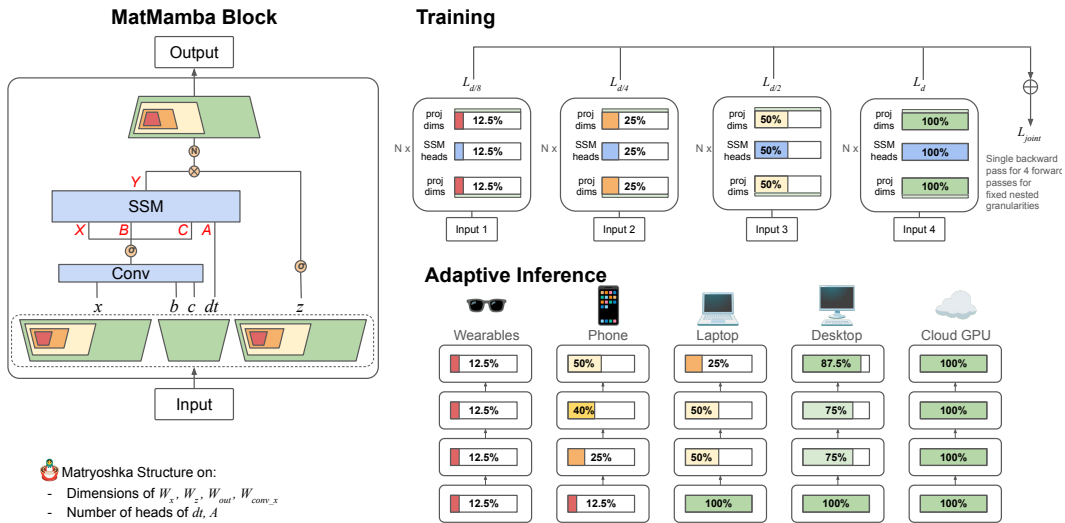 MatMamba Block
Output
N
X
Y
SSM
X B C A
σ
σ
Conv
x b c dt z
Input
Matryoshka Structure on:
- Dimensions of W_x, W_z, W_out, W_conv_x
- Number of heads of dt, A
Training
L_d/8 L_d/4 L_d/2 L_d
N x proj dims 12.5%
SSM heads 12.5%
proj dims 12.5%
Input 1
N x proj dims 25%
SSM heads 25%
proj dims 25%
Input 2
N x proj dims 50%
SSM heads 50%
proj dims 50%
Input 3
N x proj dims 100%
SSM heads 100%
proj dims 100%
Input 4
L_joint
Single backward
pass for 4 forward
passes for
fixed nested
granularities
Adaptive Inference
Wearables Phone Laptop Desktop Cloud GPU
12.5% 50% 25% 87.5% 100%
12.5% 40% 50% 75% 100%
12.5% 25% 50% 75% 100%
12.5% 12.5% 100% 100% 100%